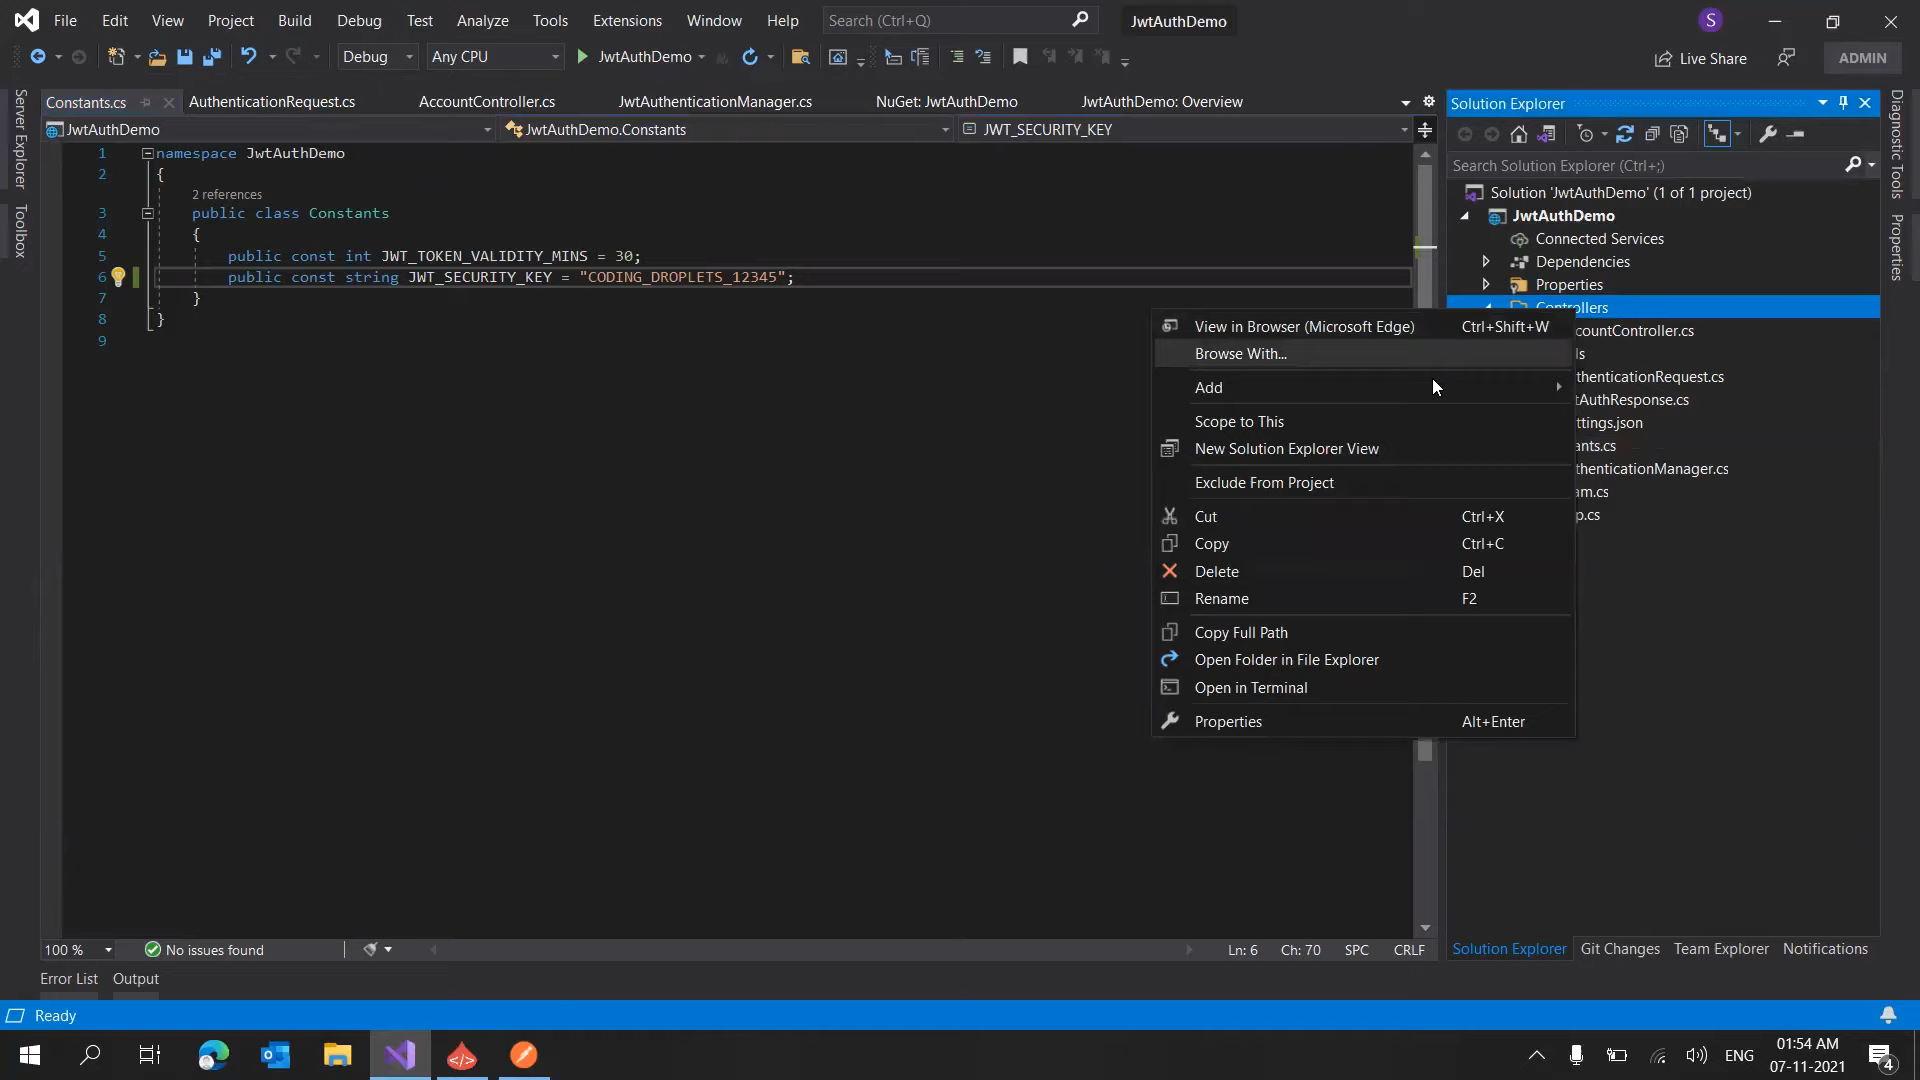 File Edit View Project Build Debug Test Analyze Tools Extensions Window Help Search (Ctrl+Q) JwtAuthDemo S
Debug Any CPU JwtAuthDemo Live Share ADMIN
Constants.cs AuthenticationRequest.cs AccountController.cs JwtAuthenticationManager.cs NuGet: JwtAuthDemo JwtAuthDemo: Overview
JwtAuthDemo JwtAuthDemo.Constants JWT_SECURITY_KEY
1 namespace JwtAuthDemo
2 {
2 references
3 public class Constants
4 {
5 public const int JWT_TOKEN_VALIDITY_MINS = 30;
6 public const string JWT_SECURITY_KEY = "CODING_DROPLETS_12345";
7 }
8 }
9
Server Explorer
Toolbox
View in Browser (Microsoft Edge) Ctrl+Shift+W
Browse With...
Add
Scope to This
New Solution Explorer View
Exclude From Project
Cut Ctrl+X
Copy Ctrl+C
Delete Del
Rename F2
Copy Full Path
Open Folder in File Explorer
Open in Terminal
Properties Alt+Enter
Solution Explorer
Search Solution Explorer (Ctrl+;)
Solution 'JwtAuthDemo' (1 of 1 project)
JwtAuthDemo
Connected Services
Dependencies
Properties
Controllers
countController.cs
ls
thenticationRequest.cs
tAuthResponse.cs
ttings.json
ants.cs
thenticationManager.cs
am.cs
p.cs
Diagnostic Tools
Properties
100 % No issues found Ln: 6 Ch: 70 SPC CRLF
Solution Explorer Git Changes Team Explorer Notifications
Error List Output
Ready
ENG 01:54 AM
07-11-2021
4